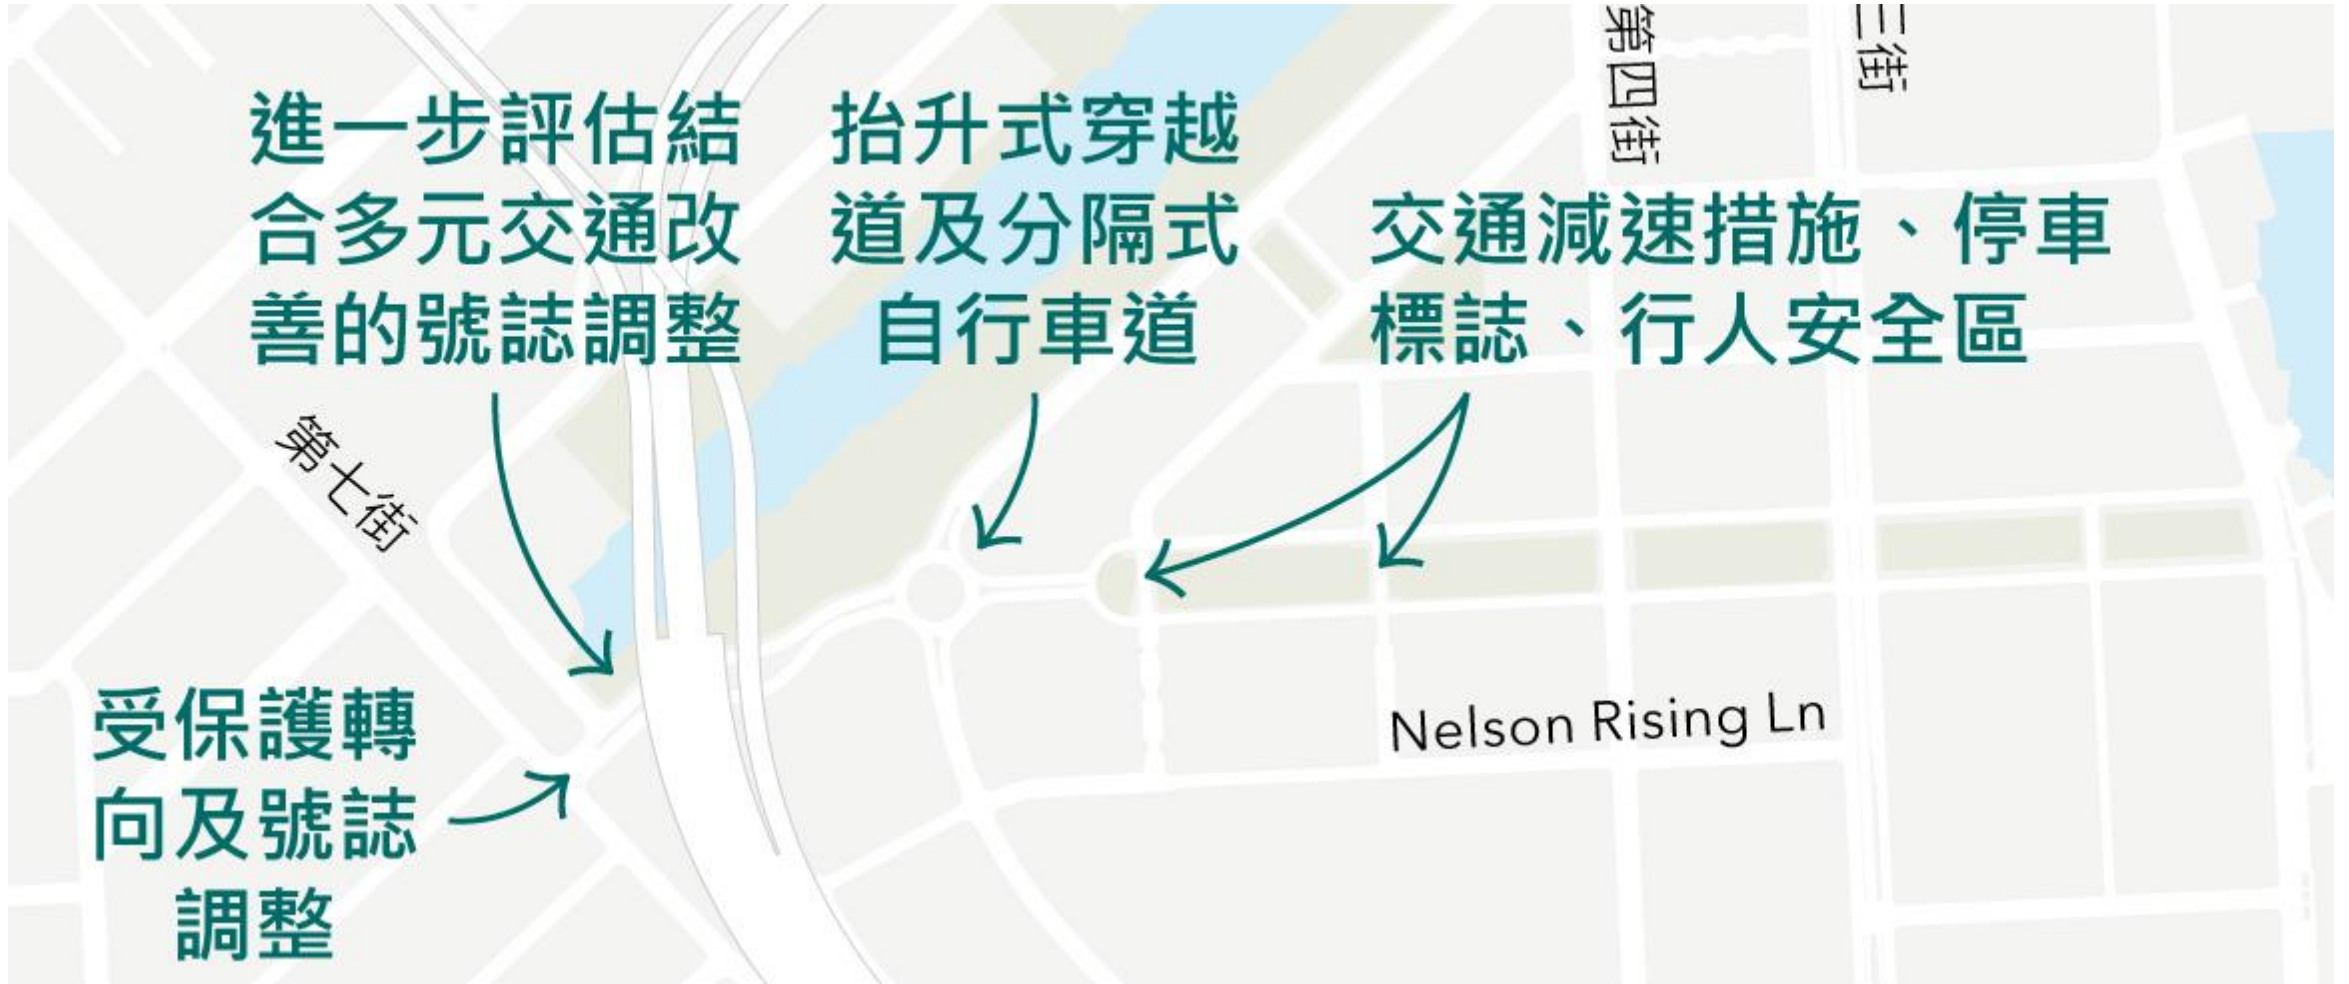 進一步評估結
合多元交通改
善的號誌調整
抬升式穿越
道及分隔式
自行車道
交通減速措施、停車
標誌、行人安全區
第四街
三街
第七街
受保護轉
向及號誌
調整
Nelson Rising Ln